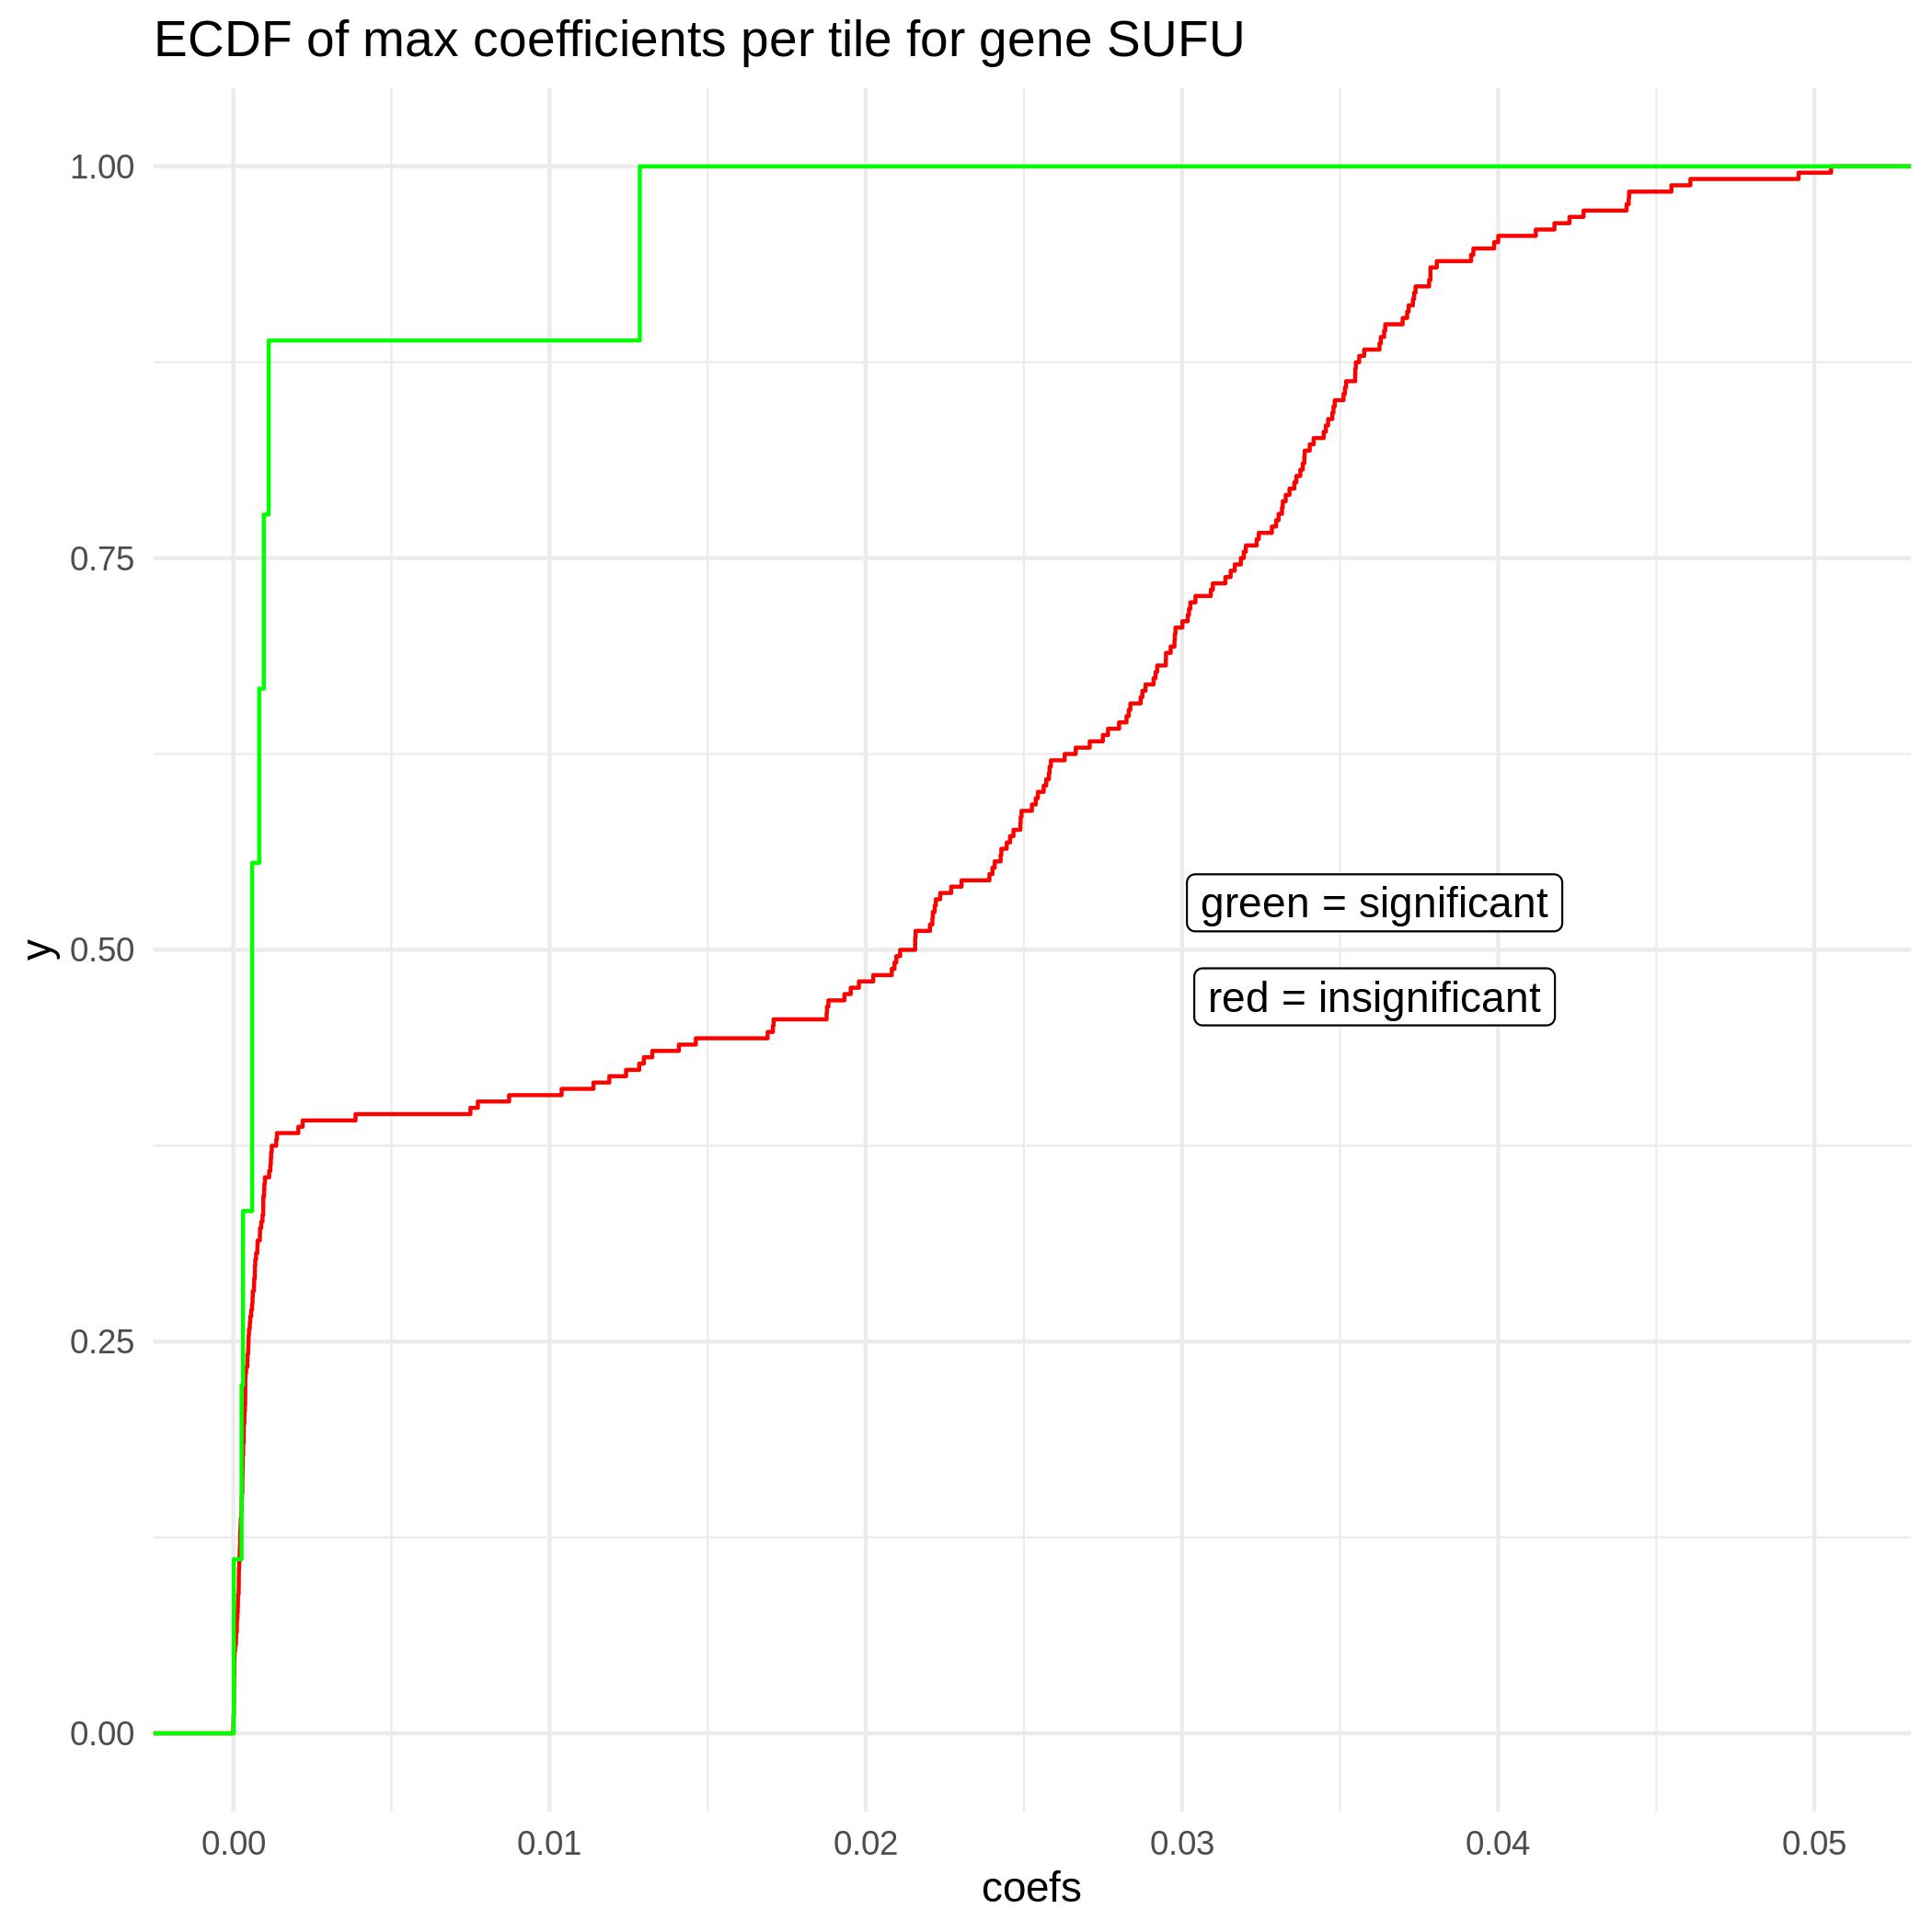 ECDF of max coefficients per tile for gene SUFU
1.00
0.75
0.50
0.25
0.00
y
green = significant
red = insignificant
0.00 0.01 0.02 0.03 0.04 0.05
coefs